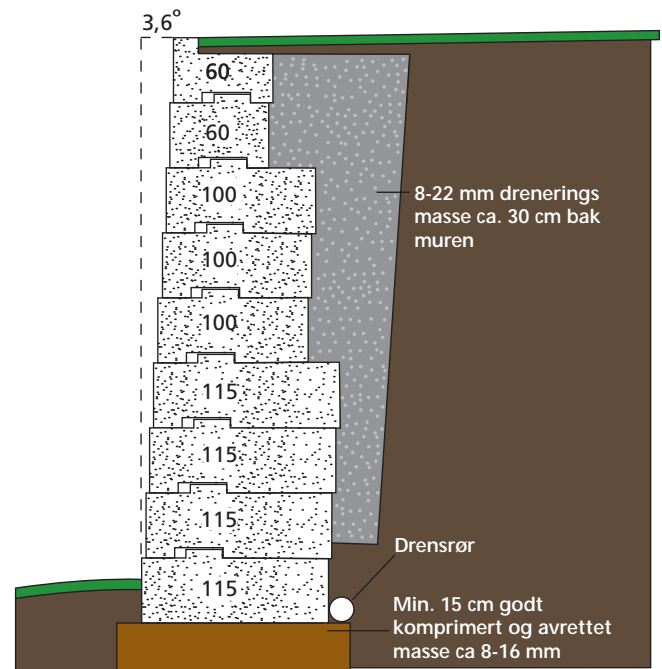 3,6°
60
60
100
100
100
115
115
115
115
8-22 mm drenerings
masse ca. 30 cm bak
muren
Drensrør
Min. 15 cm godt
komprimert og avrettet
masse ca 8-16 mm